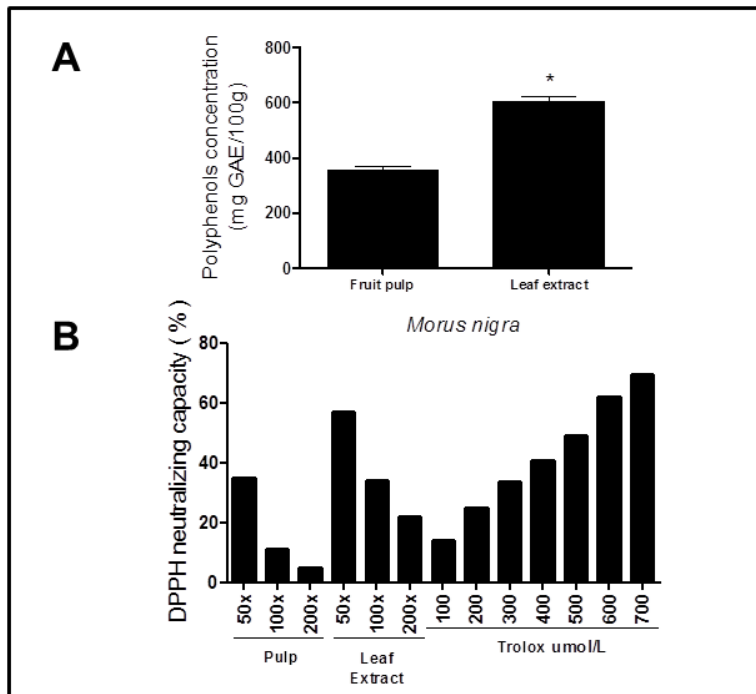 A
Polyphenols concentration
(mg GAE/100g)
800
600
400
200
0
*
Fruit pulp
Leaf extract
Morus nigra
B
DPPH neutralizing capacity ( % )
80
60
40
20
0
50x
100x
200x
50x
100x
200x
100
200
300
400
500
600
700
Pulp
Leaf
Extract
Trolox umol/L